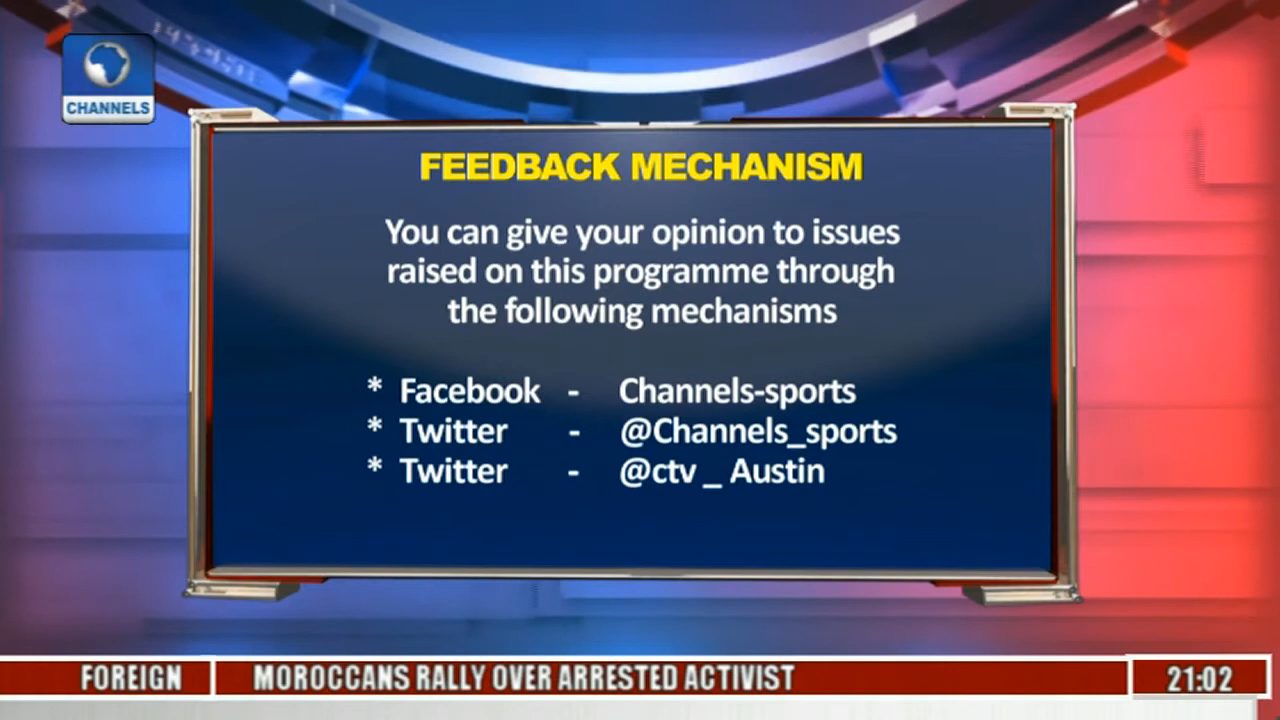 CHANNELS
FEEDBACK MECHANISM
You can give your opinion to issues
raised on this programme through
the following mechanisms
* Facebook - Channels-sports
* Twitter - @Channels_sports
* Twitter - @ctv _ Austin
FOREIGN MOROCCANS RALLY OVER ARRESTED ACTIVIST 21:02